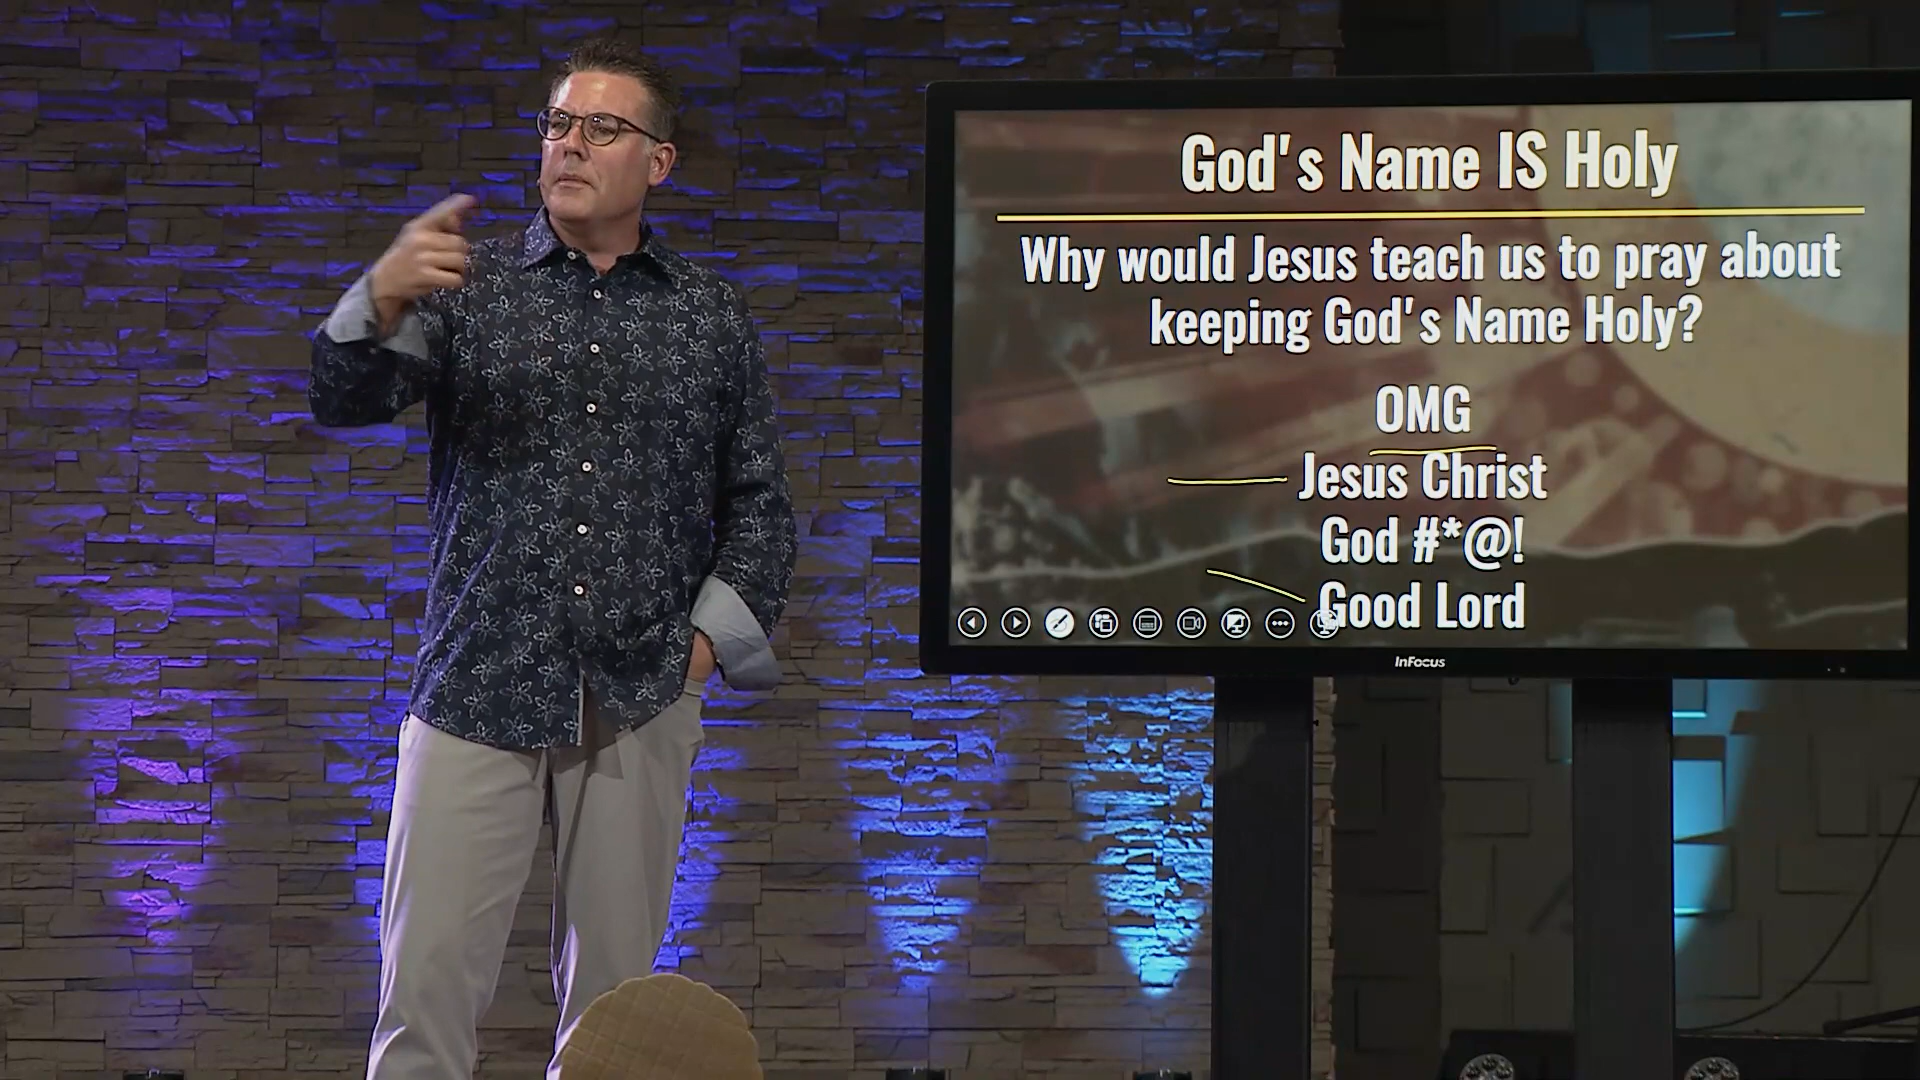 God's Name IS Holy
Why would Jesus teach us to pray about
keeping God's Name Holy?
OMG
Jesus Christ
God #*@!
Good Lord
InFocus